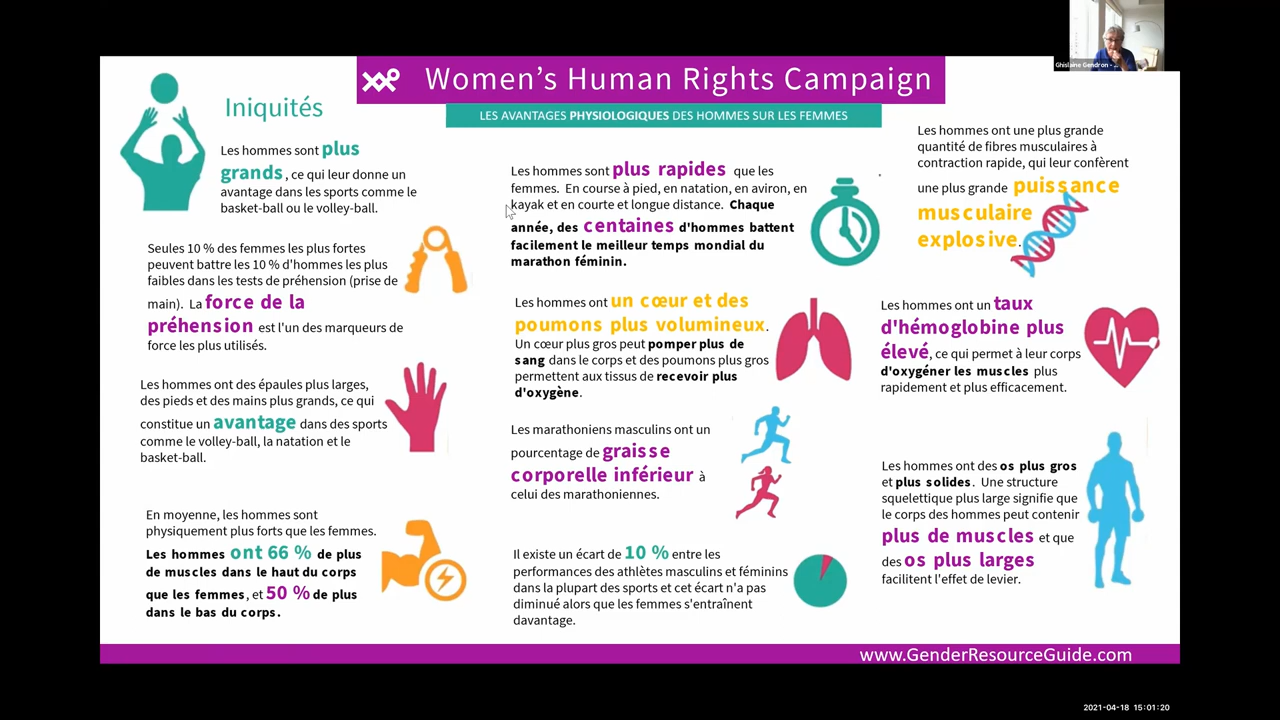 Ghislaine Gendron - ...
Women's Human Rights Campaign
LES AVANTAGES PHYSIOLOGIQUES DES HOMMES SUR LES FEMMES
Iniquités
Les hommes sont plus
grands, ce qui leur donne un
avantage dans les sports comme le
basket-ball ou le volley-ball.
Seules 10 % des femmes les plus fortes
peuvent battre les 10 % d'hommes les plus
faibles dans les tests de préhension (prise de
main). La force de la
préhension est l'un des marqueurs de
force les plus utilisés.
Les hommes ont des épaules plus larges,
des pieds et des mains plus grands, ce qui
constitue un avantage dans des sports
comme le volley-ball, la natation et le
basket-ball.
En moyenne, les hommes sont
physiquement plus forts que les femmes.
Les hommes ont 66 % de plus
de muscles dans le haut du corps
que les femmes, et 50 % de plus
dans le bas du corps.
Les hommes sont plus rapides que les
femmes. En course à pied, en natation, en aviron, en
kayak et en courte et longue distance. Chaque
année, des centaines d'hommes battent
facilement le meilleur temps mondial du
marathon féminin.
Les hommes ont un cœur et des
poumons plus volumineux.
Un cœur plus gros peut pomper plus de
sang dans le corps et des poumons plus gros
permettent aux tissus de recevoir plus
d'oxygène.
Les marathoniens masculins ont un
pourcentage de graisse
corporelle inférieur à
celui des marathoniennes.
Il existe un écart de 10 % entre les
performances des athlètes masculins et féminins
dans la plupart des sports et cet écart n'a pas
diminué alors que les femmes s'entraînent
davantage.
Les hommes ont une plus grande
quantité de fibres musculaires à
contraction rapide, qui leur confèrent
une plus grande puissance
musculaire
explosive.
Les hommes ont un taux
d'hémoglobine plus
élevé, ce qui permet à leur corps
d'oxygéner les muscles plus
rapidement et plus efficacement.
Les hommes ont des os plus gros
et plus solides. Une structure
squelettique plus large signifie que
le corps des hommes peut contenir
plus de muscles et que
des os plus larges
facilitent l'effet de levier.
www.GenderResourceGuide.com
2021-04-18 15:01:20